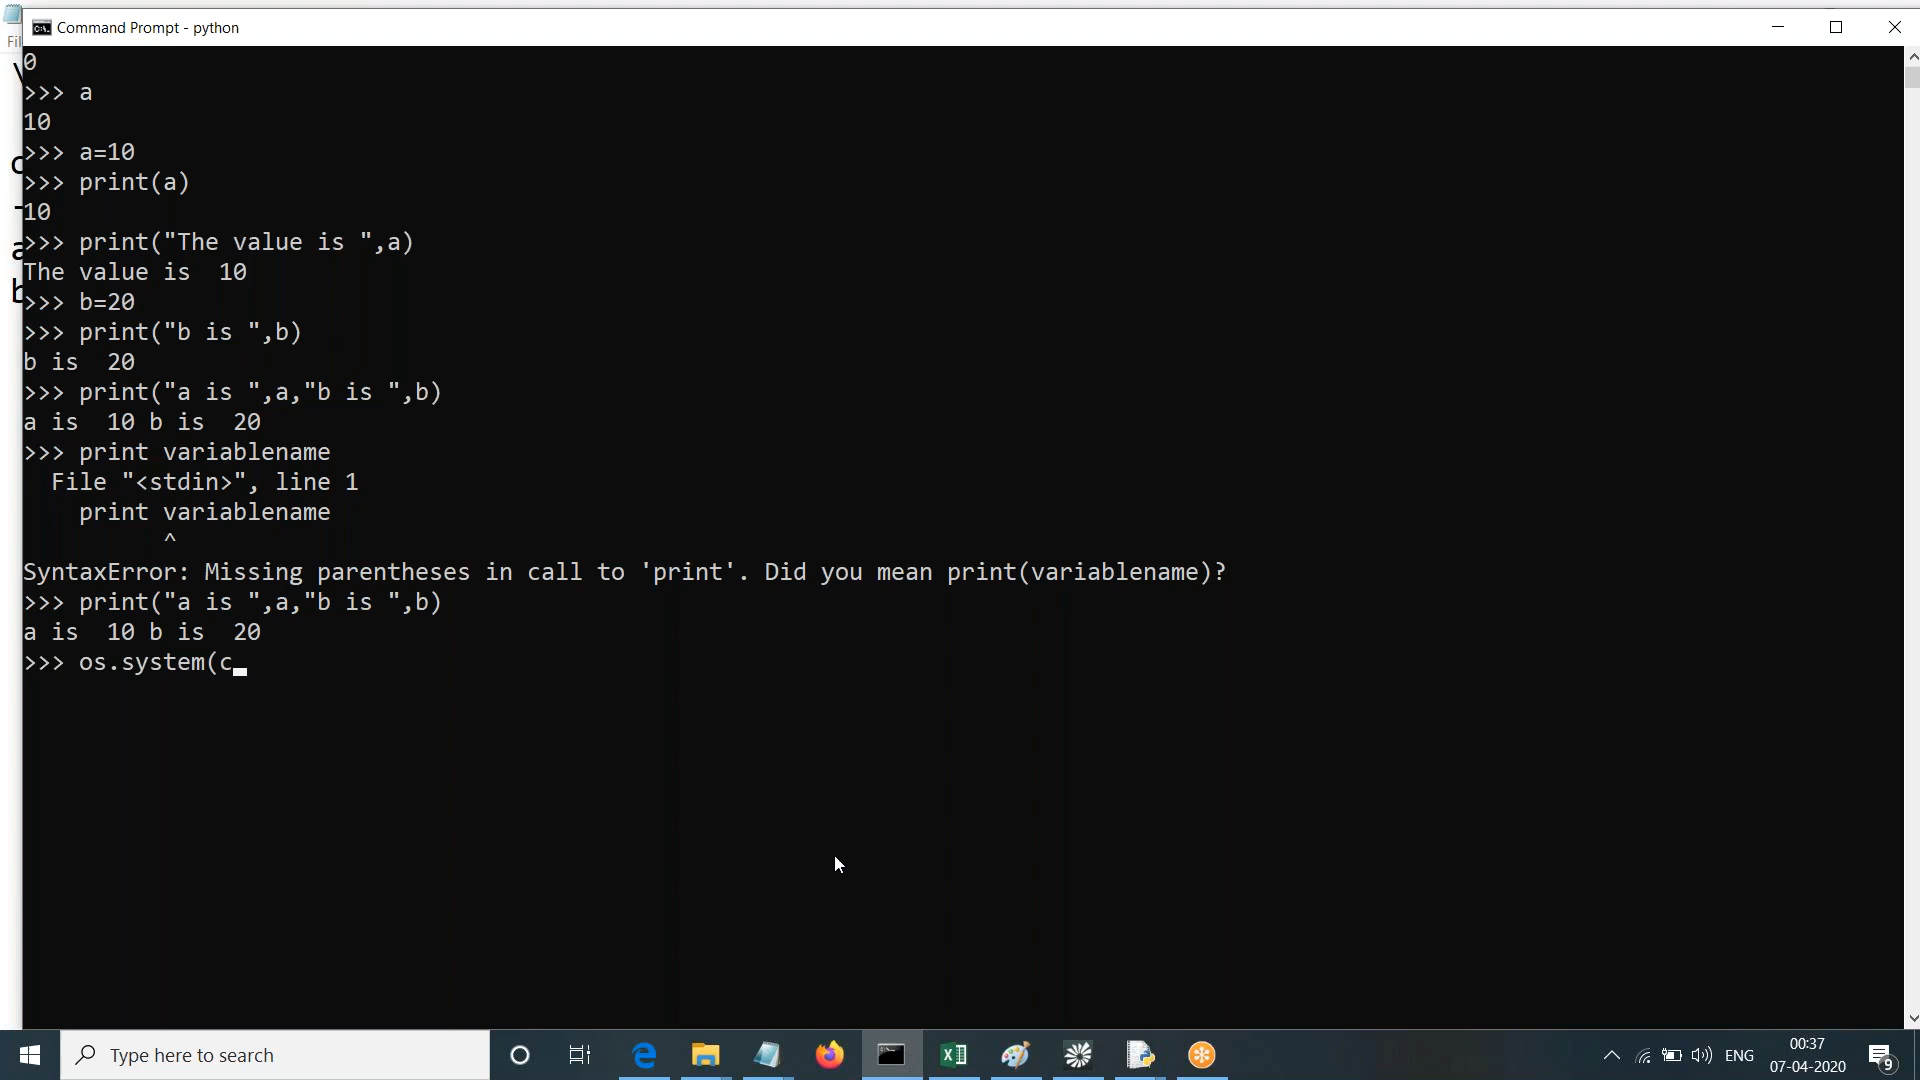 Command Prompt - python
Fil
0
>>> a
10
>>> a=10
>>> print(a)
10
>>> print("The value is ",a)
The value is  10
>>> b=20
>>> print("b is ",b)
b is  20
>>> print("a is ",a,"b is ",b)
a is  10 b is  20
>>> print variablename
  File "<stdin>", line 1
    print variablename
          ^
SyntaxError: Missing parentheses in call to 'print'. Did you mean print(variablename)?
>>> print("a is ",a,"b is ",b)
a is  10 b is  20
>>> os.system(c
Type here to search
ENG
00:37
07-04-2020
9